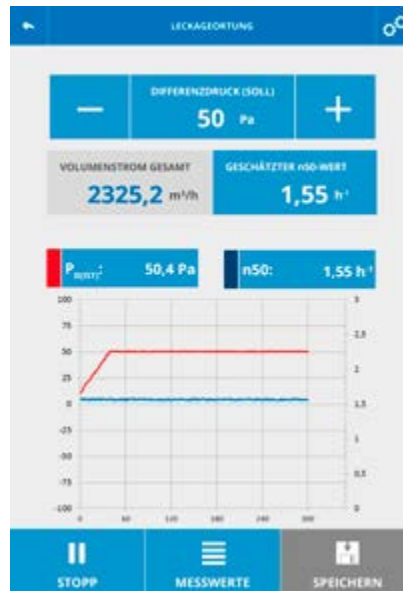 LECKAGEORTUNG
DIFFERENZDRUCK (SOLL)
50 Pa
VOLUMENSTROM GESAMT
2325,2 m³/h
GESCHÄTZTER n50-WERT
1,55 h⁻¹
50,4 Pa
n50: 1,55 h⁻¹
100
75
50
25
0
-25
-50
-75
-100
3
2,5
2
1,5
1
0,5
0
0 60 120 180 240 300
STOPP
MESSWERTE
SPEICHERN